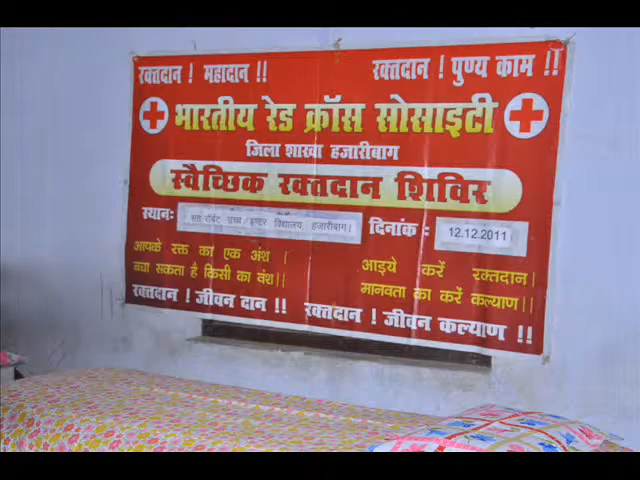 रक्तदान ! महादान !! रक्तदान ! पुण्य काम !!
भारतीय रेड क्रॉस सोसाइटी
जिला शाखा हजारीबाग
स्वैच्छिक रक्तदान शिविर
स्थानः संत रॉबर्ट उच्च/इण्टर विद्यालय हजारीबाग। दिनांक : 12.12.2011
आपके रक्त का एक अंश । आइये करें रक्तदान।
बचा सकता है किसी का वंश।। मानवता का करें कल्याण।।
रक्तदान ! जीवन दान !! रक्तदान ! जीवन कल्याण !!